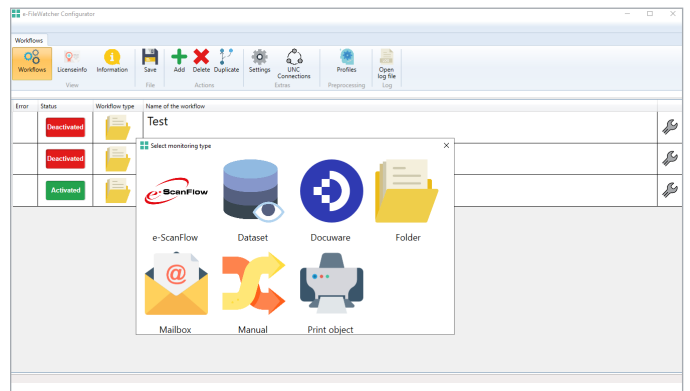 e-FileWatcher Configurator
Workflows
Workflows Licenseinfo Information Save Add Delete Duplicate Settings UNC Connections Profiles Open log file
View File Actions Extras Preprocessing Log
Error Status Workflow type Name of the workflow
Deactivated Test
Select monitoring type
Deactivated
Activated
e-ScanFlow
e-ScanFlow Dataset Docuware Folder
@
Mailbox Manual Print object